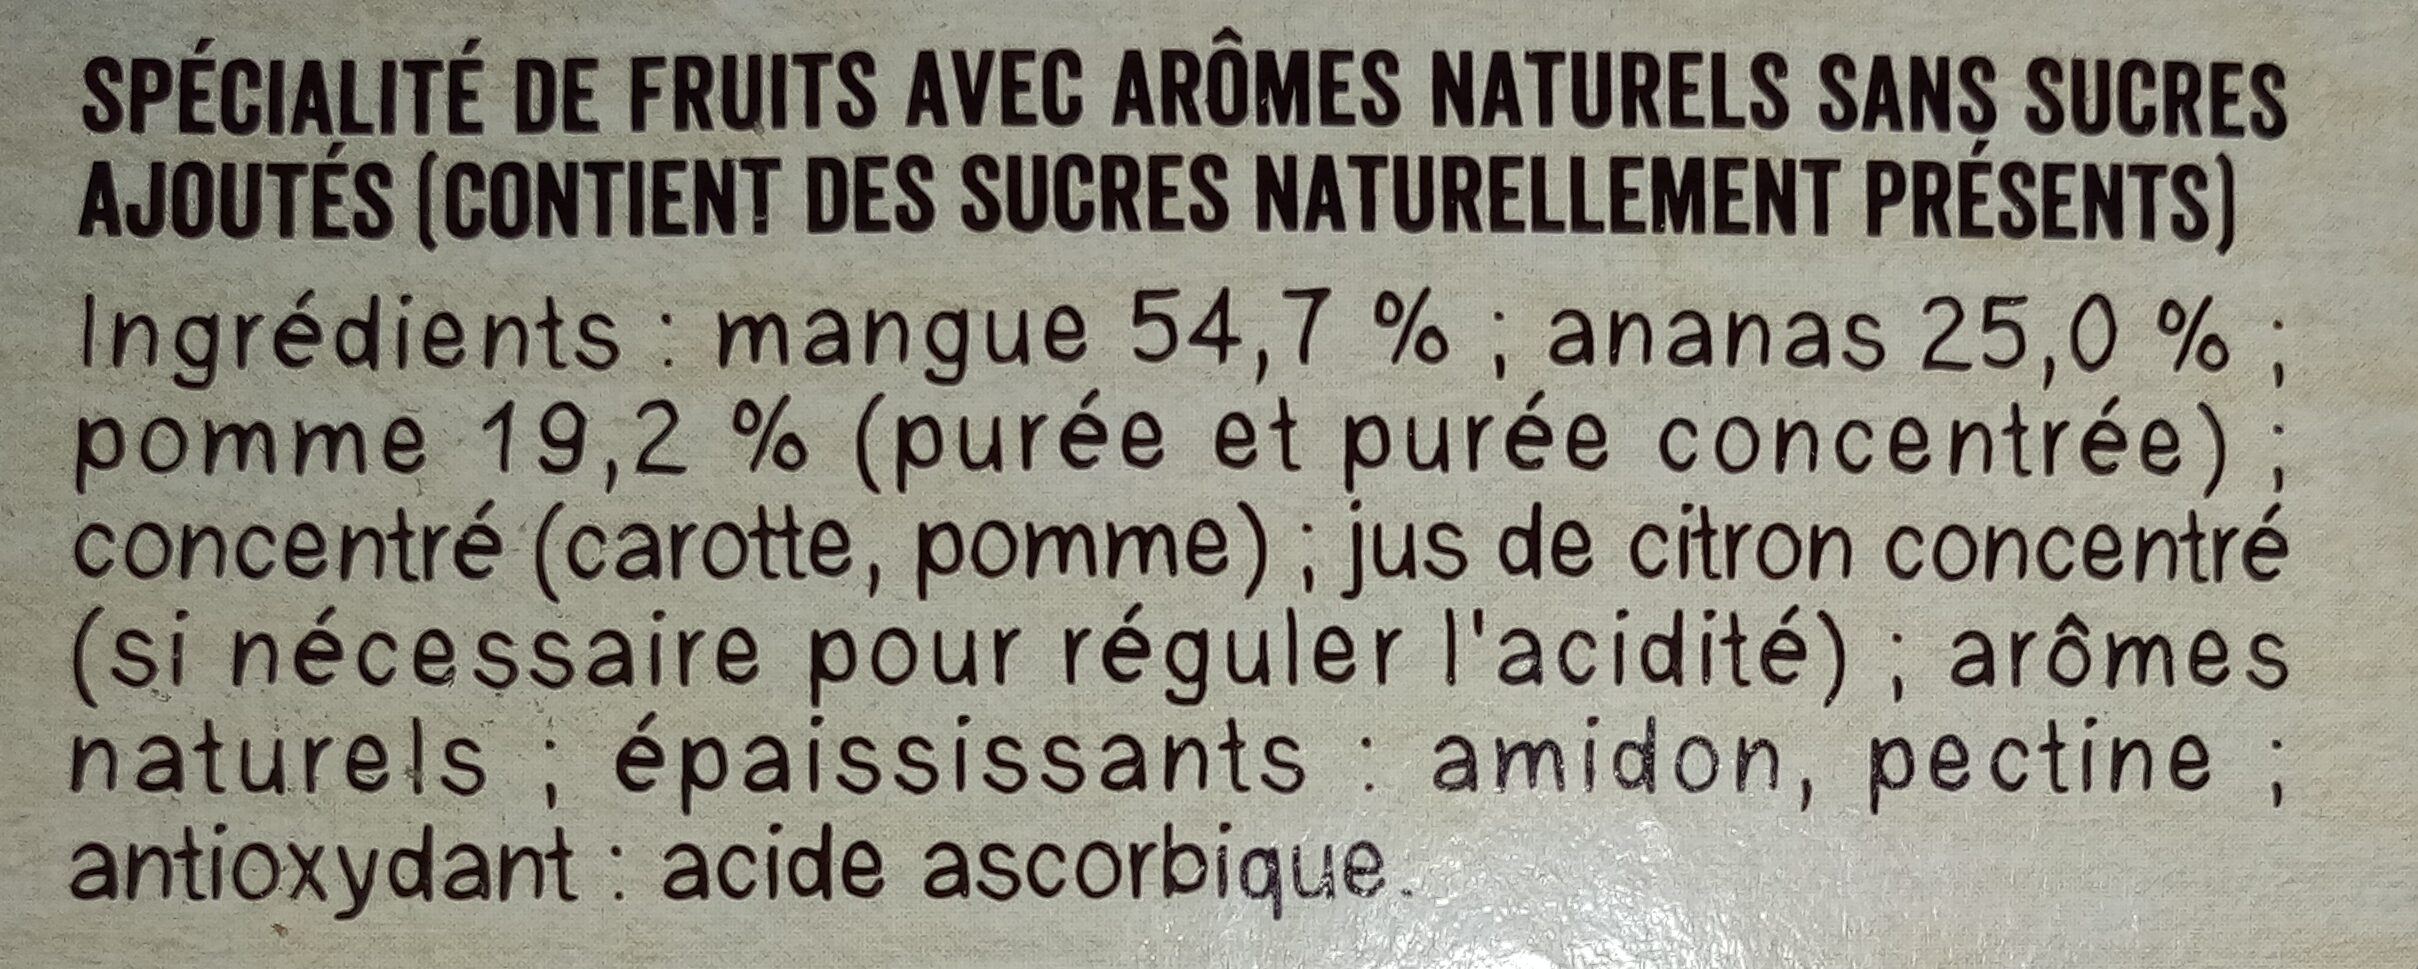 SPÉCIALITÉ DE FRUITS AVEC ARÔMES NATURELS SANS SUCRES
AJOUTÉS (CONTIENT DES SUCRES NATURELLEMENT PRÉSENTS)
Ingrédients : mangue 54,7 % ; ananas 25,0 % ;
pomme 19,2 % (purée et purée concentrée) ;
concentré (carotte, pomme) ; jus de citron concentré
(si nécessaire pour réguler l'acidité) ; arômes
naturels ; épaississants : amidon, pectine ;
antioxydant : acide ascorbique.